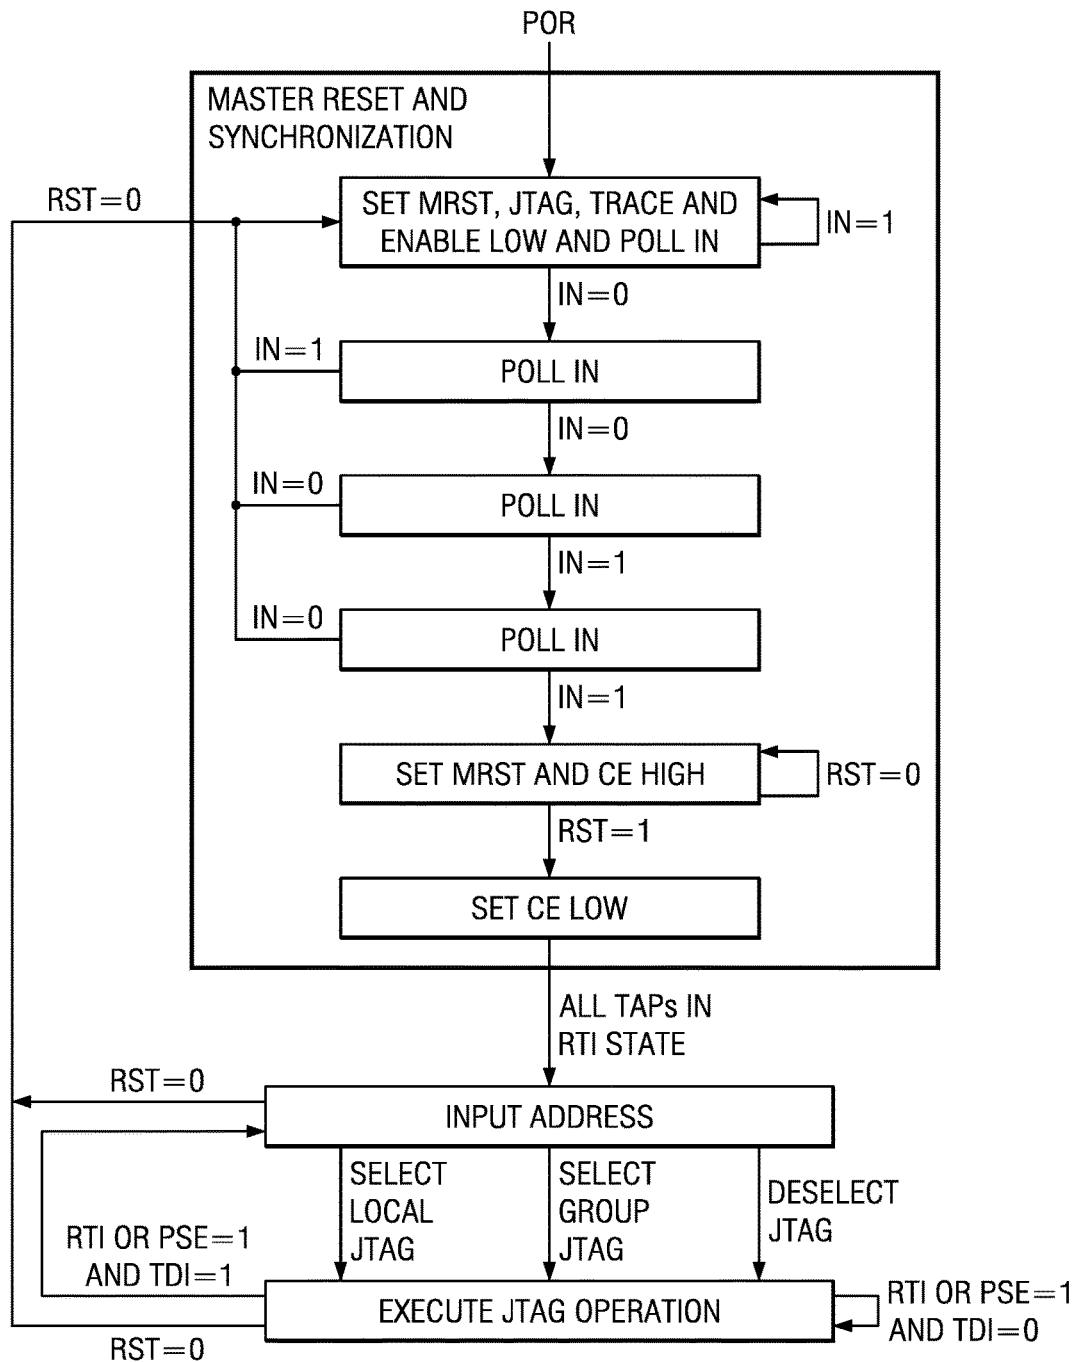 POR
MASTER RESET AND
SYNCHRONIZATION
RST=0
SET MRST, JTAG, TRACE AND
ENABLE LOW AND POLL IN
IN=1
IN=0
IN=1
POLL IN
IN=0
IN=0
POLL IN
IN=1
IN=0
POLL IN
IN=1
SET MRST AND CE HIGH
RST=0
RST=1
SET CE LOW
ALL TAPs IN
RTI STATE
RST=0
INPUT ADDRESS
SELECT
LOCAL
JTAG
SELECT
GROUP
JTAG
DESELECT
JTAG
RTI OR PSE=1
AND TDI=1
EXECUTE JTAG OPERATION
RTI OR PSE=1
AND TDI=0
RST=0